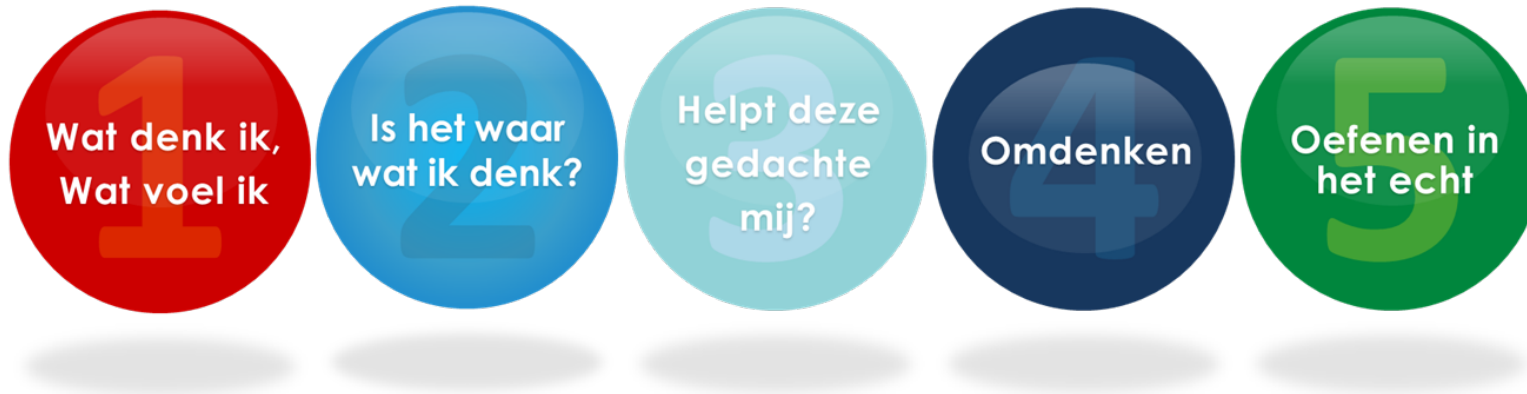 1
Wat denk ik,
Wat voel ik
2
Is het waar
wat ik denk?
3
Helpt deze
gedachte
mij?
4
Omdenken
5
Oefenen in
het echt